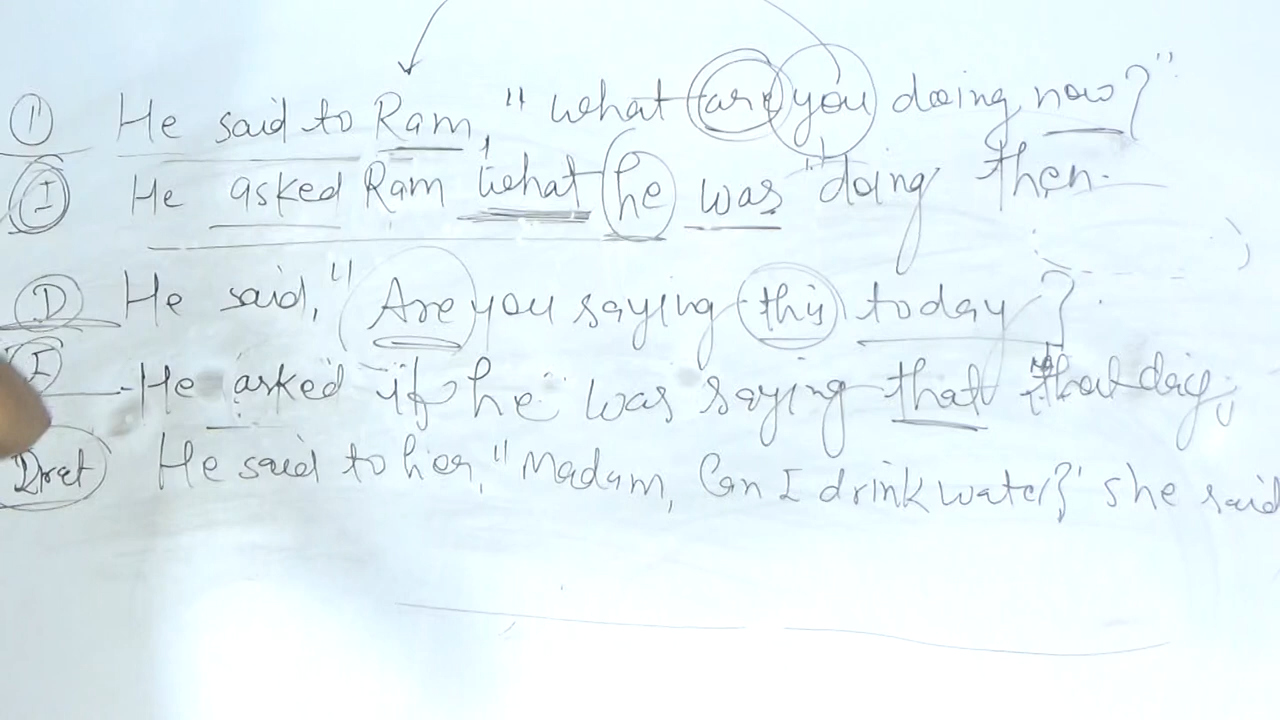 ① He said to Ram, "what are you doing now?"
Ⓘ He asked Ram what he was doing then.
Ⓓ He said, "Are you saying this today?
Ⓘ He asked if he was saying that that day,
Dret He said to her, "Madam, Can I drink water?" she said